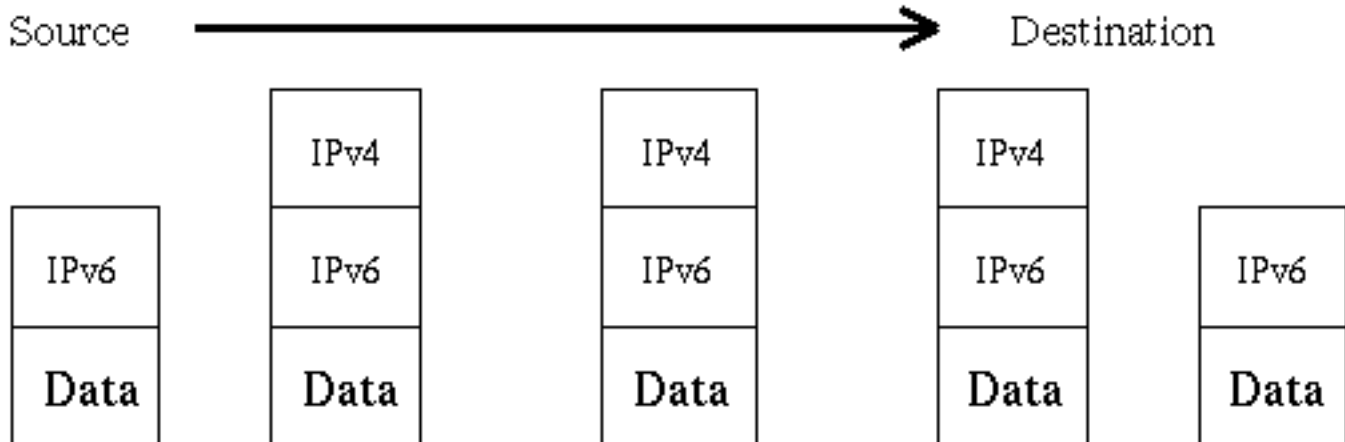 Source Destination
IPv4 IPv4 IPv4
IPv6 IPv6 IPv6 IPv6 IPv6
Data Data Data Data Data